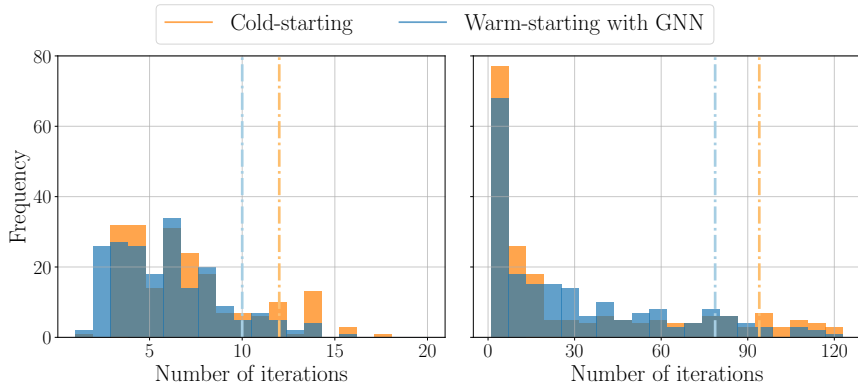 Cold-starting Warm-starting with GNN
80
60
40
20
0
Frequency
5 10 15 20
Number of iterations
0 30 60 90 120
Number of iterations